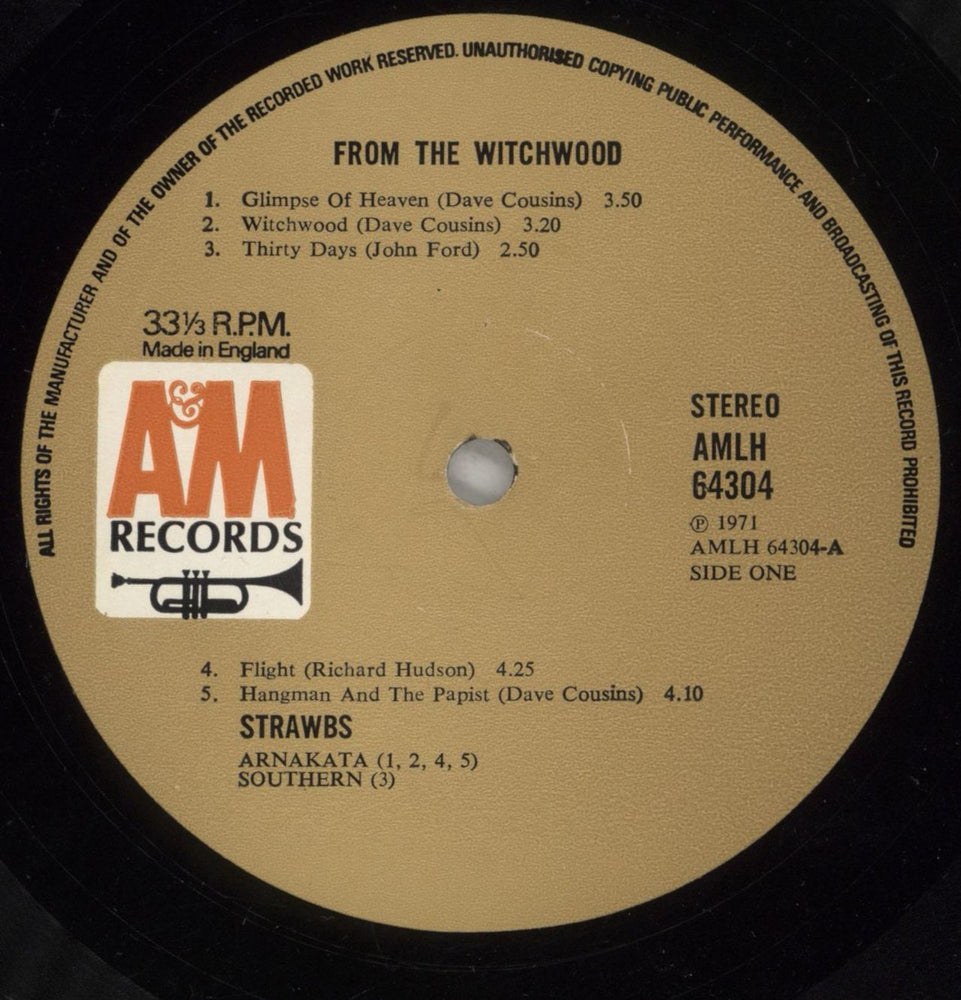 ALL RIGHTS OF THE MANUFACTURER AND OF THE OWNER OF THE RECORDED WORK RESERVED. UNAUTHORISED COPYING PUBLIC PERFORMANCE AND BROADCASTING OF THIS RECORD PROHIBITED
FROM THE WITCHWOOD
1. Glimpse Of Heaven (Dave Cousins) 3.50
2. Witchwood (Dave Cousins) 3.20
3. Thirty Days (John Ford) 2.50
33⅓ R.P.M.
Made in England
A&M
RECORDS
STEREO
AMLH
64304
℗ 1971
AMLH 64304-A
SIDE ONE
4. Flight (Richard Hudson) 4.25
5. Hangman And The Papist (Dave Cousins) 4.10
STRAWBS
ARNAKATA (1, 2, 4, 5)
SOUTHERN (3)